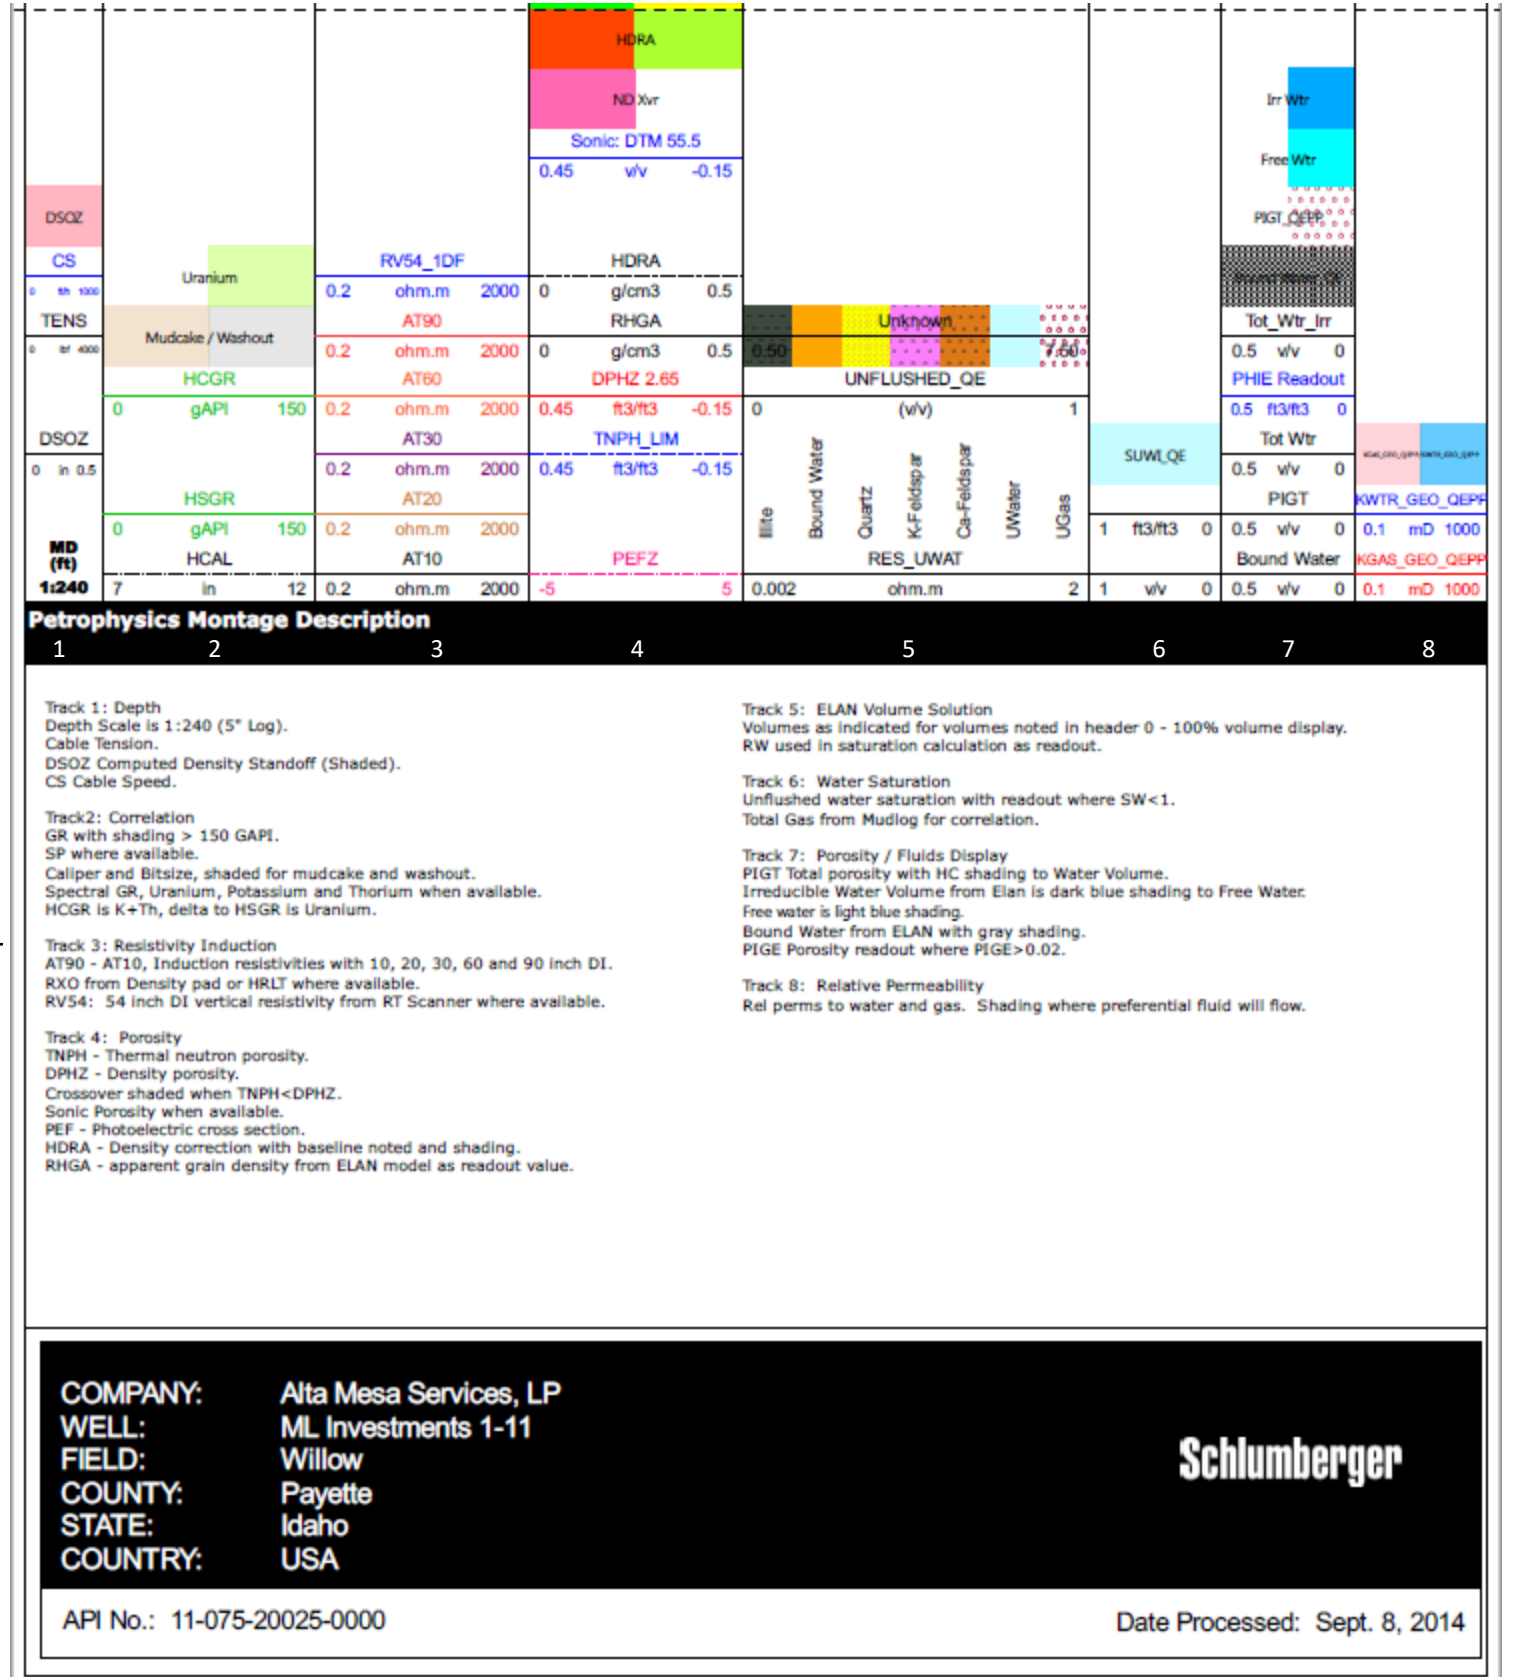 HDRA
ND Xvr
Sonic: DTM 55.5
0.45 v/v -0.15
Irr Wtr
Free Wtr
PIGT_QEPP
DSOZ
CS
0 ft/h 1000
TENS
0 lbf 4000
DSOZ
0 in 0.5
MD
(ft)
1:240
Uranium
Mudcake / Washout
HCGR
0 gAPI 150
HSGR
0 gAPI 150
HCAL
7 in 12
RV54_1DF
0.2 ohm.m 2000
AT90
0.2 ohm.m 2000
AT60
0.2 ohm.m 2000
AT30
0.2 ohm.m 2000
AT20
0.2 ohm.m 2000
AT10
0.2 ohm.m 2000
HDRA
0 g/cm3 0.5
RHGA
0 g/cm3 0.5
DPHZ 2.65
0.45 ft3/ft3 -0.15
TNPH_LIM
0.45 ft3/ft3 -0.15
PEFZ
-5 5
Unknown
0.50 7.50
UNFLUSHED_QE
0 (v/v) 1
Illite
Bound Water
Quartz
K-Feldspar
Ca-Feldspar
UWater
UGas
RES_UWAT
0.002 ohm.m 2
SUWI_QE
1 ft3/ft3 0
1 v/v 0
Bound Water_QE
Tot_Wtr_Irr
0.5 v/v 0
PHIE Readout
0.5 ft3/ft3 0
Tot Wtr
0.5 v/v 0
PIGT
0.5 v/v 0
Bound Water
0.5 v/v 0
KWTR_GEO_QEPP
0.1 mD 1000
KGAS_GEO_QEPP
0.1 mD 1000
Petrophysics Montage Description
1 2 3 4 5 6 7 8
Track 1: Depth
Depth Scale is 1:240 (5" Log).
Cable Tension.
DSOZ Computed Density Standoff (Shaded).
CS Cable Speed.
Track2: Correlation
GR with shading > 150 GAPI.
SP where available.
Caliper and Bitsize, shaded for mudcake and washout.
Spectral GR, Uranium, Potassium and Thorium when available.
HCGR is K+Th, delta to HSGR is Uranium.
Track 3: Resistivity Induction
AT90 - AT10, Induction resistivities with 10, 20, 30, 60 and 90 inch DI.
RXO from Density pad or HRLT where available.
RV54: 54 inch DI vertical resistivity from RT Scanner where available.
Track 4: Porosity
TNPH - Thermal neutron porosity.
DPHZ - Density porosity.
Crossover shaded when TNPH<DPHZ.
Sonic Porosity when available.
PEF - Photoelectric cross section.
HDRA - Density correction with baseline noted and shading.
RHGA - apparent grain density from ELAN model as readout value.
Track 5: ELAN Volume Solution
Volumes as indicated for volumes noted in header 0 - 100% volume display.
RW used in saturation calculation as readout.
Track 6: Water Saturation
Unflushed water saturation with readout where SW<1.
Total Gas from Mudlog for correlation.
Track 7: Porosity / Fluids Display
PIGT Total porosity with HC shading to Water Volume.
Irreducible Water Volume from Elan is dark blue shading to Free Water.
Free water is light blue shading.
Bound Water from ELAN with gray shading.
PIGE Porosity readout where PIGE>0.02.
Track 8: Relative Permeability
Rel perms to water and gas. Shading where preferential fluid will flow.
COMPANY: Alta Mesa Services, LP
WELL: ML Investments 1-11
FIELD: Willow
COUNTY: Payette
STATE: Idaho
COUNTRY: USA
Schlumberger
API No.: 11-075-20025-0000
Date Processed: Sept. 8, 2014